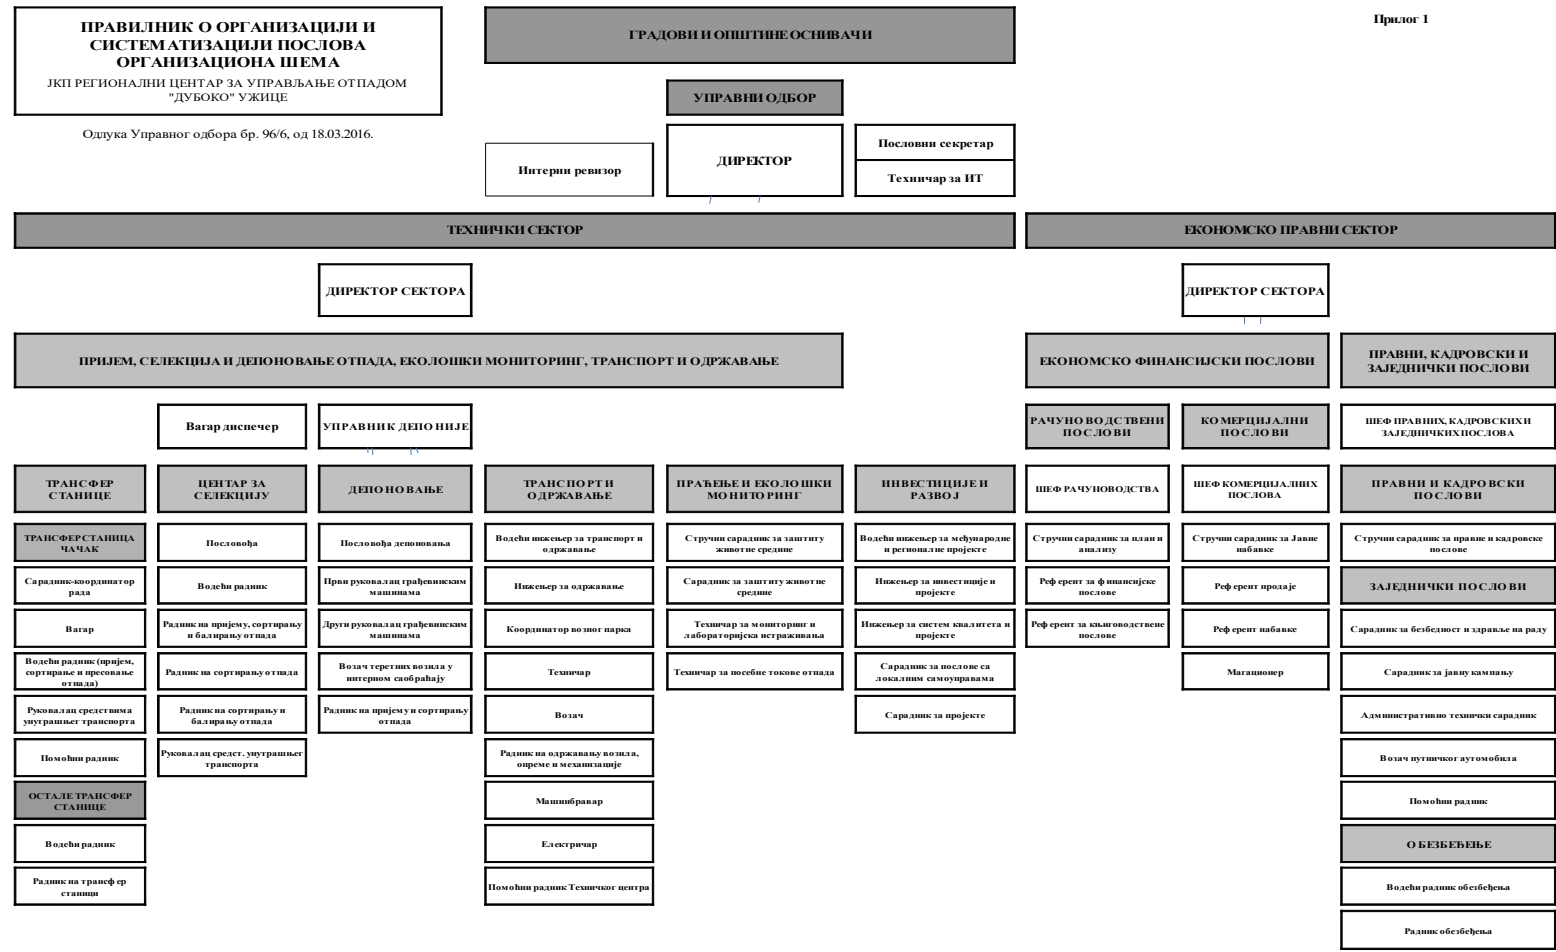 ПРАВИЛНИК О ОРГАНИЗАЦИЈИ И
СИСТЕМАТИЗАЦИЈИ ПОСЛОВА
ОРГАНИЗАЦИОНА ШЕМА
ЈКП РЕГИОНАЛНИ ЦЕНТАР ЗА УПРАВЉАЊЕ ОТПАДОМ
"ДУБОКО" УЖИЦЕ
Одлука Управног одбора бр. 96/6, од 18.03.2016.
ГРАДОВИ И ОПШТИНЕ ОСНИВАЧИ
Прилог 1
УПРАВНИ ОДБОР
Интерни ревизор
ДИРЕКТОР
Пословни секретар
Техничар за ИТ
ТЕХНИЧКИ СЕКТОР
ЕКОНОМСКО ПРАВНИ СЕКТОР
ДИРЕКТОР СЕКТОРА
ДИРЕКТОР СЕКТОРА
ПРИЈЕМ, СЕЛЕКЦИЈА И ДЕПОНОВАЊЕ ОТПАДА, ЕКОЛОШКИ МОНИТОРИНГ, ТРАНСПОРТ И ОДРЖАВАЊЕ
ЕКОНОМСКО ФИНАНСИЈСКИ ПОСЛОВИ
ПРАВНИ, КАДРОВСКИ И
ЗАЈЕДНИЧКИ ПОСЛОВИ
Вагар диспечер
УПРАВНИК ДЕПОНИЈЕ
РАЧУНОВОДСТВЕНИ
ПОСЛОВИ
КОМЕРЦИЈАЛНИ
ПОСЛОВИ
ШЕФ ПРАВНИХ, КАДРОВСКИХ И
ЗАЈЕДНИЧКИХ ПОСЛОВА
ТРАНСФЕР
СТАНИЦЕ
ЦЕНТАР ЗА
СЕЛЕКЦИЈУ
ДЕПОНОВАЊЕ
ТРАНСПОРТ И
ОДРЖАВАЊЕ
ПРАЋЕЊЕ И ЕКОЛОШКИ
МОНИТОРИНГ
ИНВЕСТИЦИЈЕ И
РАЗВОЈ
ШЕФ РАЧУНОВОДСТВА
ШЕФ КОМЕРЦИЈАЛНИХ
ПОСЛОВА
ПРАВНИ И КАДРОВСКИ
ПОСЛОВИ
ТРАНСФЕР СТАНИЦА
ЧАЧАК
Сарадник-координатор
рада
Вагар
Водећи радник (пријем,
сортирање и пресовање
отпада)
Руковалац средствима
унутрашњег транспорта
Помоћни радник
ОСТАЛЕ ТРАНСФЕР
СТАНИЦЕ
Водећи радник
Радник на трансфер
станици
Пословођа
Водећи радник
Радник на пријему, сортирању
и балирању отпада
Радник на сортирању отпада
Радник на сортирању и
балирању отпада
Руковалац средст. унутрашњег
транспорта
Пословођа депоновања
Први руковалац грађевинским
машинама
Други руковалац грађевинским
машинама
Возач теретних возила у
интерном саобраћају
Радник на пријему и сортирању
отпада
Водећи инжењер за транспорт и
одржавање
Инжењер за одржавање
Координатор возног парка
Техничар
Возач
Радник на одржавању возила,
опреме и механизације
Машинбравар
Електричар
Помоћни радник Техничког центра
Стручни сарадник за заштиту
животне средине
Сарадник за заштиту животне
средине
Техничар за мониторинг и
лабораторијска истраживања
Техничар за посебне токове отпада
Водећи инжењер за међународне
и регионалне пројекте
Инжењер за инвестиције и
пројекте
Инжењер за систем квалитета и
пројекте
Сарадник за послове са
локалним самоуправама
Сарадник за пројекте
Стручни сарадник за план и
анализу
Референт за финансијске
послове
Референт за књиговодствене
послове
Стручни сарадник за Јавне
набавке
Референт продаје
Референт набавке
Магационер
Стручни сарадник за правне и кадровске
послове
ЗАЈЕДНИЧКИ ПОСЛОВИ
Сарадник за безбедност и здравље на раду
Сарадник за јавну кампању
Административно технички сарадник
Возач путничког аутомобила
Помоћни радник
ОБЕЗБЕЂЕЊЕ
Водећи радник обезбеђења
Радник обезбеђења